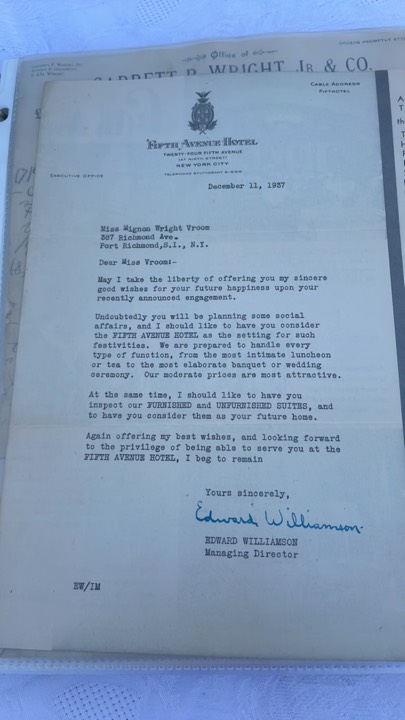 Office of
GARRETT P. WRIGHT, JR. & CO.
CABLE ADDRESS
FIFTHOTEL
FIFTH AVENUE HOTEL
TWENTY-FOUR FIFTH AVENUE
(AT NINTH STREET)
NEW YORK CITY
EXECUTIVE OFFICE
TELEPHONE STUYVESANT 9-6400
December 11, 1937
Miss Mignon Wright Vroom
387 Richmond Ave.
Port Richmond,S.I., N.Y.
Dear Miss Vroom:-
May I take the liberty of offering you my sincere
good wishes for your future happiness upon your
recently announced engagement.
Undoubtedly you will be planning some social
affairs, and I should like to have you consider
the FIFTH AVENUE HOTEL as the setting for such
festivities. We are prepared to handle every
type of function, from the most intimate luncheon
or tea to the most elaborate banquet or wedding
ceremony. Our moderate prices are most attractive.
At the same time, I should like to have you
inspect our FURNISHED and UNFURNISHED SUITES, and
to have you consider them as your future home.
Again offering my best wishes, and looking forward
to the privilege of being able to serve you at the
FIFTH AVENUE HOTEL, I beg to remain
Yours sincerely,
Edward Williamson
EDWARD WILLIAMSON
Managing Director
EW/IM